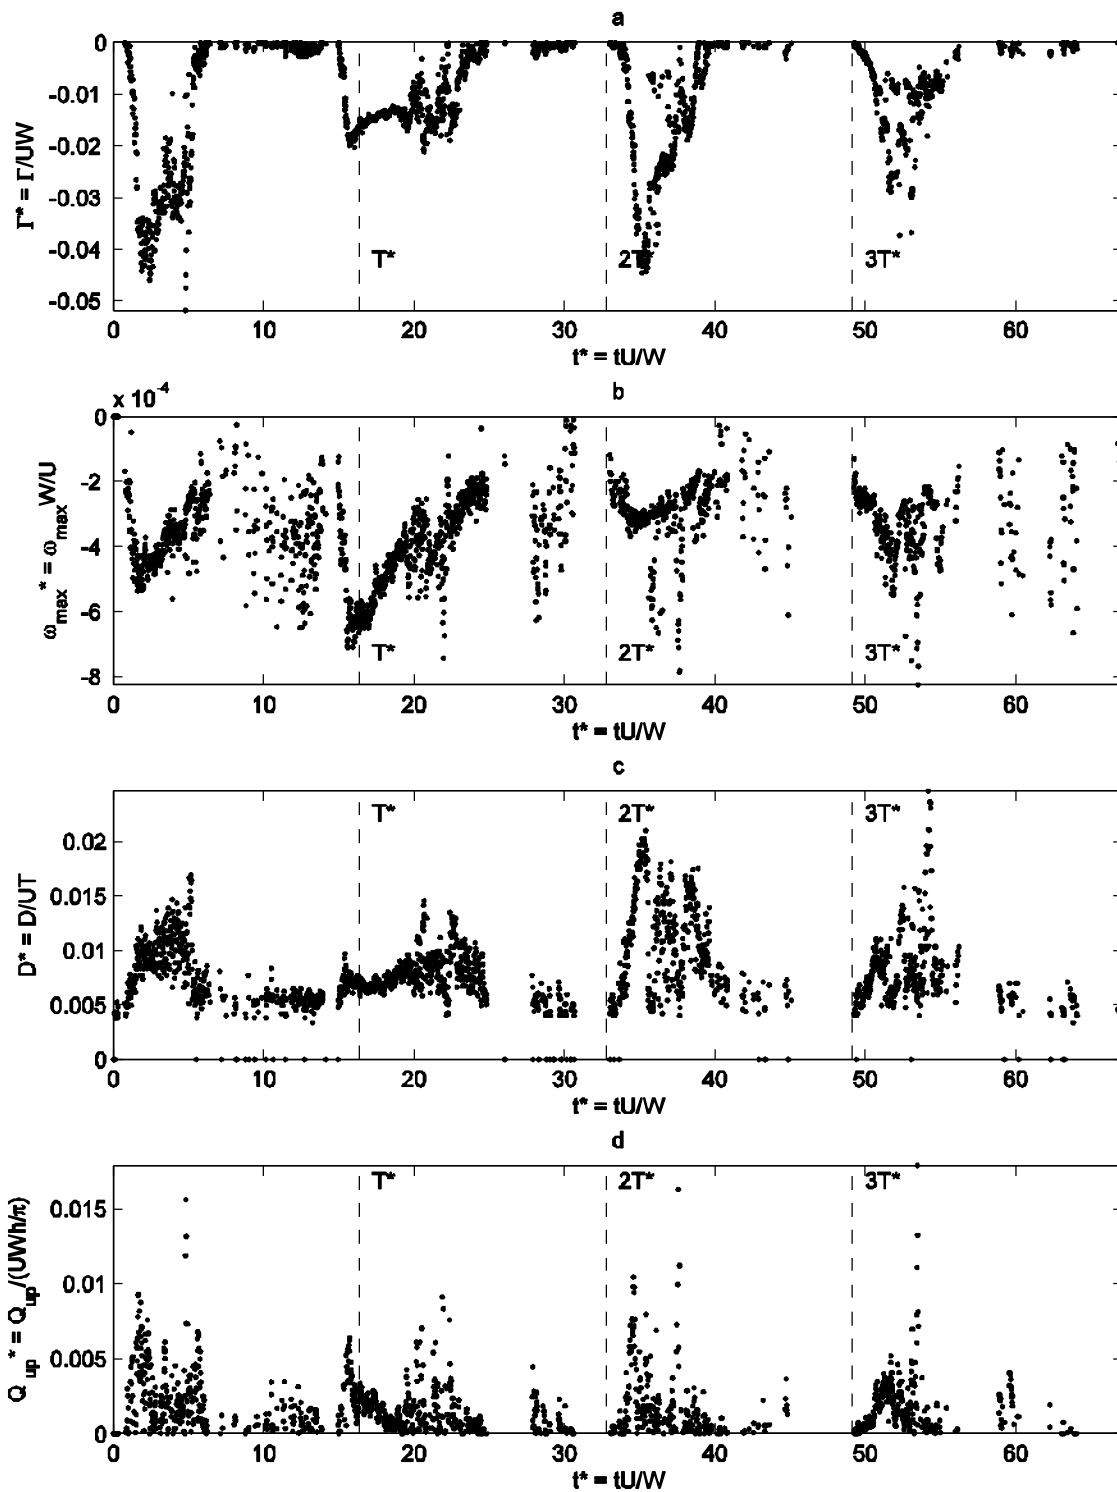 a
0
-0.01
-0.02
-0.03
-0.04
-0.05
Γ* = Γ/UW
T*
2T*
3T*
0 10 20 30 40 50 60
t* = tU/W
b
x 10^-4
0
-2
-4
-6
-8
ω_max* = ω_max W/U
T*
2T*
3T*
0 10 20 30 40 50 60
t* = tU/W
c
0.02
0.015
0.01
0.005
0
D* = D/UT
T*
2T*
3T*
0 10 20 30 40 50 60
t* = tU/W
d
0.015
0.01
0.005
0
Q_up* = Q_up/(UWh/π)
T*
2T*
3T*
0 10 20 30 40 50 60
t* = tU/W